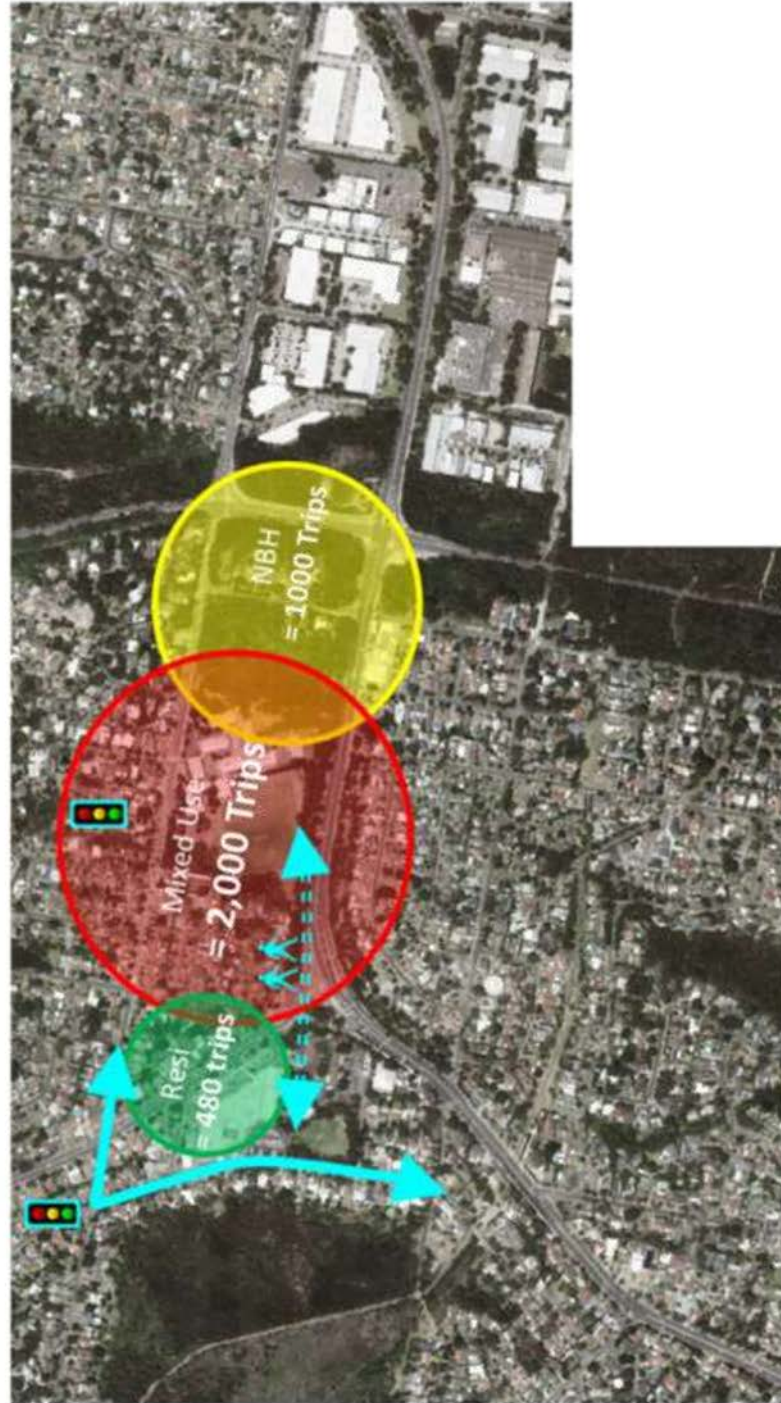 NBH
= 1000 Trips
Mixed Use
= 2,000 Trips
Resi
= 480 trips